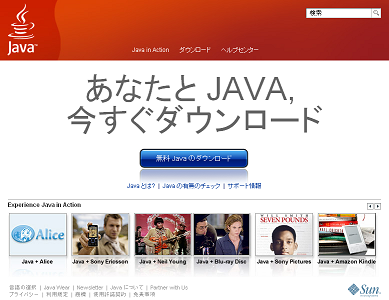 Java
検索
Java in Action ダウンロード ヘルプセンター
あなたと JAVA,
今すぐダウンロード
無料 Java のダウンロード
Java とは? | Java の有無のチェック | サポート情報
Experience Java in Action
Alice
WILL SMITH
SEVEN POUNDS
Java + Alice
Java + Sony Ericsson
Java + Neil Young
Java + Blu-ray Disc
Java + Sony Pictures
Java + Amazon Kindle
言語の選択 | Java Wear | Newsletter | Java について | Partner with Us
プライバシー | 利用規定 | 商標 | 使用許諾契約 | 免責事項
Sun